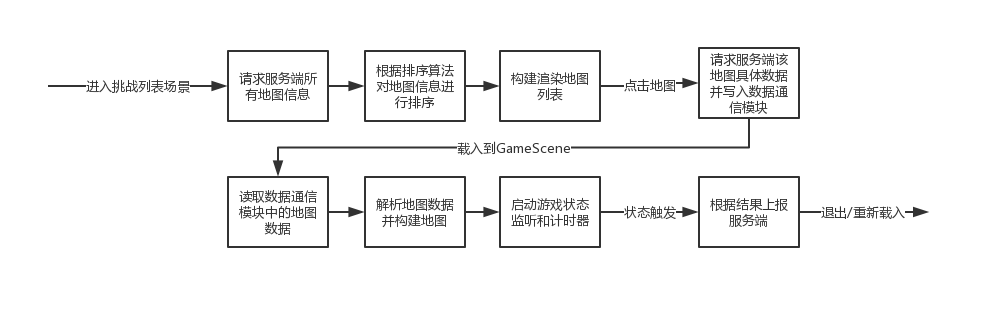 进入挑战列表场景
请求服务端所
有地图信息
根据排序算法
对地图信息进
行排序
构建渲染地图
列表
点击地图
请求服务端该
地图具体数据
并写入数据通
信模块
载入到GameScene
读取数据通信
模块中的地图
数据
解析地图数据
并构建地图
启动游戏状态
监听和计时器
状态触发
根据结果上报
服务端
退出/重新载入